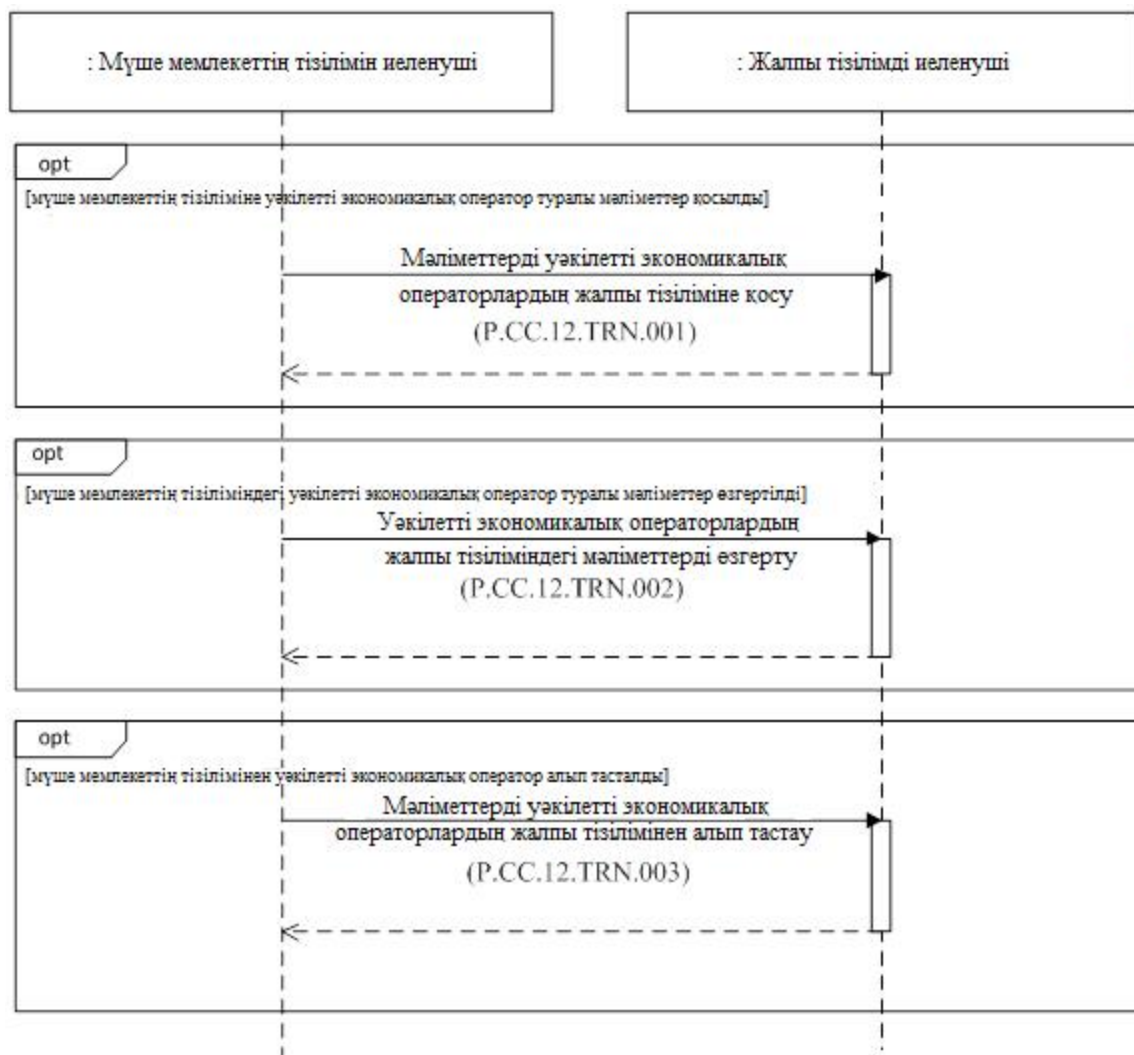 : Мүше мемлекеттің тізілімін иеленуші
: Жалпы тізілімді иеленуші
opt
[мүше мемлекеттің тізіліміне уәкілетті экономикалық оператор туралы мәліметтер қосылды]
Мәліметтерді уәкілетті экономикалық
операторлардың жалпы тізіліміне қосу
(P.CC.12.TRN.001)
opt
[мүше мемлекеттің тізіліміндегі уәкілетті экономикалық оператор туралы мәліметтер өзгертілді]
Уәкілетті экономикалық операторлардың
жалпы тізіліміндегі мәліметтерді өзгерту
(P.CC.12.TRN.002)
opt
[мүше мемлекеттің тізілімінен уәкілетті экономикалық оператор алып тасталды]
Мәліметтерді уәкілетті экономикалық
операторлардың жалпы тізілімінен алып тастау
(P.CC.12.TRN.003)